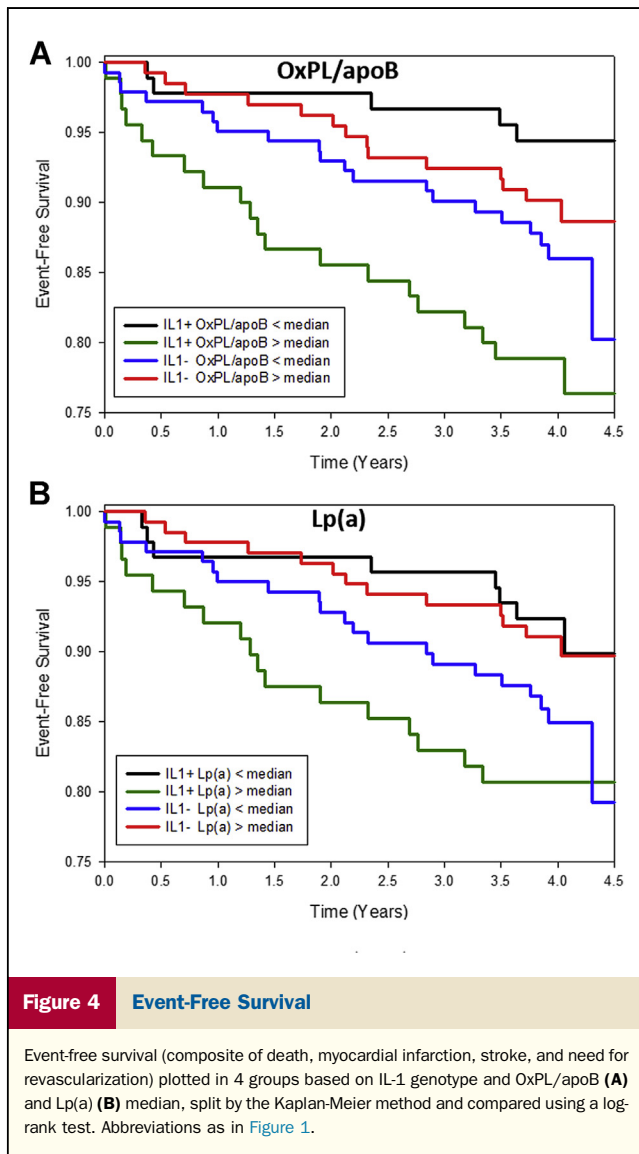 A
OxPL/apoB
Event-Free Survival
1.00
0.95
0.90
0.85
0.80
0.75
IL1+ OxPL/apoB < median
IL1+ OxPL/apoB > median
IL1- OxPL/apoB < median
IL1- OxPL/apoB > median
0.0 0.5 1.0 1.5 2.0 2.5 3.0 3.5 4.0 4.5
Time (Years)
B
Lp(a)
Event-Free Survival
1.00
0.95
0.90
0.85
0.80
0.75
IL1+ Lp(a) < median
IL1+ Lp(a) > median
IL1- Lp(a) < median
IL1- Lp(a) > median
0.0 0.5 1.0 1.5 2.0 2.5 3.0 3.5 4.0 4.5
Time (Years)
Figure 4 Event-Free Survival
Event-free survival (composite of death, myocardial infarction, stroke, and need for
revascularization) plotted in 4 groups based on IL-1 genotype and OxPL/apoB (A)
and Lp(a) (B) median, split by the Kaplan-Meier method and compared using a log-
rank test. Abbreviations as in Figure 1.